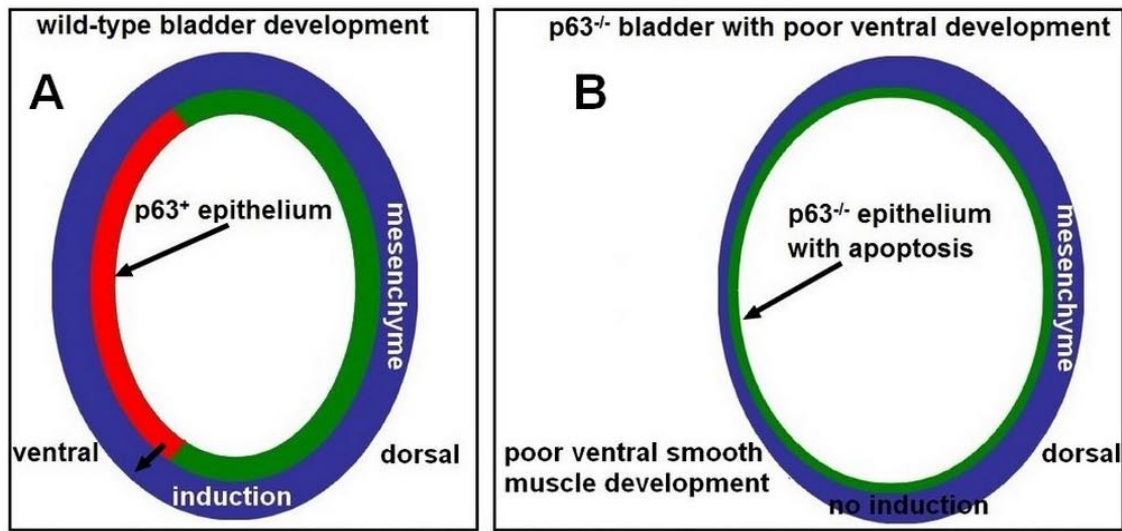 wild-type bladder development
A
p63⁺ epithelium
mesenchyme
ventral
dorsal
induction
p63⁻/⁻ bladder with poor ventral development
B
p63⁻/⁻ epithelium
with apoptosis
mesenchyme
poor ventral smooth
muscle development
dorsal
no induction